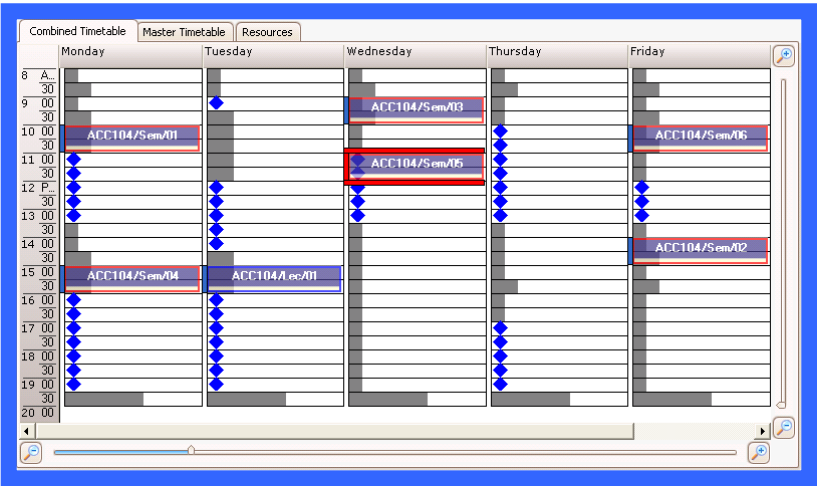 Combined Timetable Master Timetable Resources
Monday Tuesday Wednesday Thursday Friday
8 A...
30
9 00 ACC104/Sem/03
30
10 00 ACC104/Sem/01 ACC104/Sem/06
30
11 00 ACC104/Sem/05
30
12 P...
30
13 00
30
14 00 ACC104/Sem/02
30
15 00 ACC104/Sem/04 ACC104/Lec/01
30
16 00
30
17 00
30
18 00
30
19 00
30
20 00